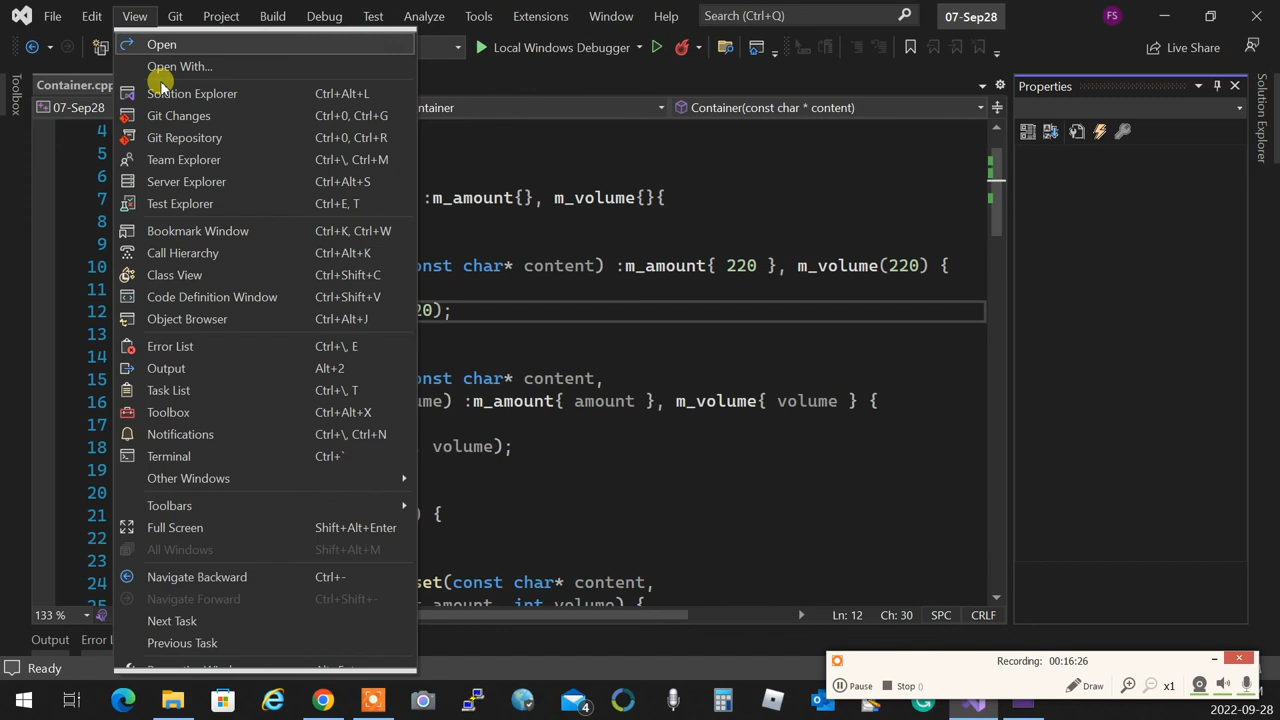 File Edit View Git Project Build Debug Test Analyze Tools Extensions Window Help Search (Ctrl+Q) 07-Sep28 FS
Local Windows Debugger Live Share
Open
Open With...
Solution Explorer Ctrl+Alt+L
Git Changes Ctrl+0, Ctrl+G
Git Repository Ctrl+0, Ctrl+R
Team Explorer Ctrl+\, Ctrl+M
Server Explorer Ctrl+Alt+S
Test Explorer Ctrl+E, T
Bookmark Window Ctrl+K, Ctrl+W
Call Hierarchy Ctrl+Alt+K
Class View Ctrl+Shift+C
Code Definition Window Ctrl+Shift+V
Object Browser Ctrl+Alt+J
Error List Ctrl+\, E
Output Alt+2
Task List Ctrl+\, T
Toolbox Ctrl+Alt+X
Notifications Ctrl+\, Ctrl+N
Terminal Ctrl+`
Other Windows
Toolbars
Full Screen Shift+Alt+Enter
All Windows Shift+Alt+M
Navigate Backward Ctrl+-
Navigate Forward Ctrl+Shift+-
Next Task
Previous Task
Toolbox
Container.cpp
07-Sep28 ntainer Container(const char * content)
4
5
6
7 :m_amount{}, m_volume{}{
8
9
10 onst char* content) :m_amount{ 220 }, m_volume(220) {
11
12 20);
13
14
15 onst char* content,
16 ume) :m_amount{ amount }, m_volume{ volume } {
17
18 volume);
19
20
21 ) {
22
23
24 set(const char* content,
25 amount, int volume) {
133 % Ln: 12 Ch: 30 SPC CRLF
Output Error L
Ready
Properties
Solution Explorer
Recording: 00:16:26
Pause Stop () Draw x1
4
2022-09-28